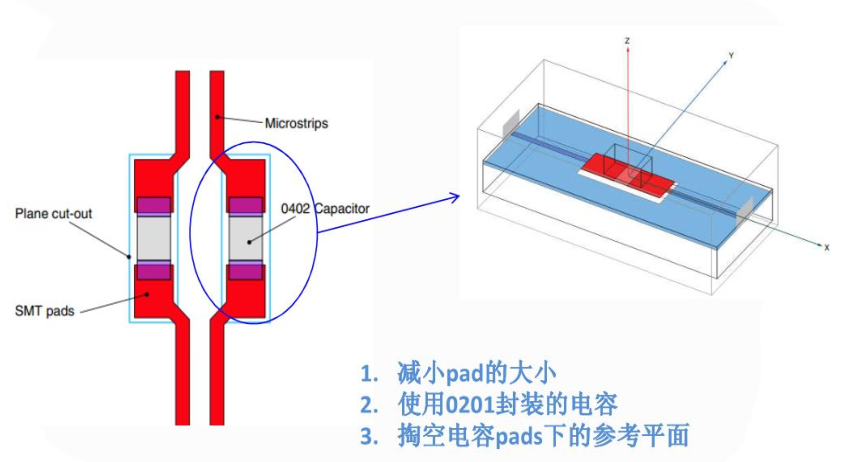 Z
Y
Microstrips
Plane cut-out
0402 Capacitor
X
SMT pads
1. 减小pad的大小
2. 使用0201封装的电容
3. 掏空电容pads下的参考平面